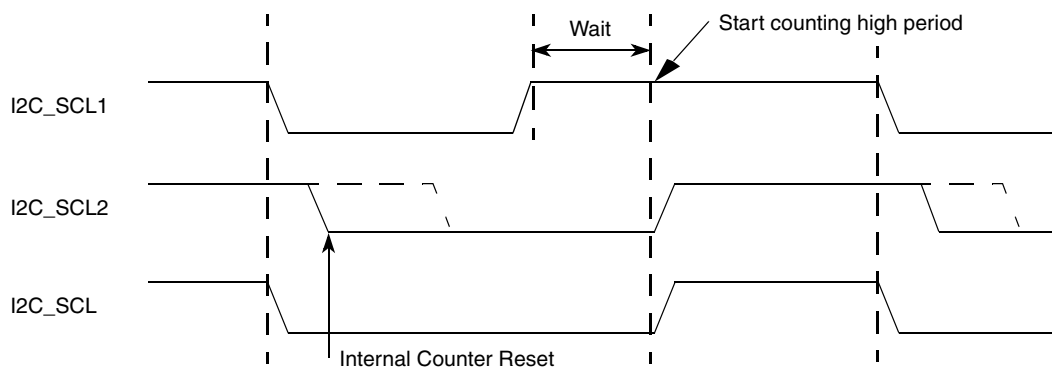 Wait
Start counting high period
I2C_SCL1
I2C_SCL2
I2C_SCL
Internal Counter Reset